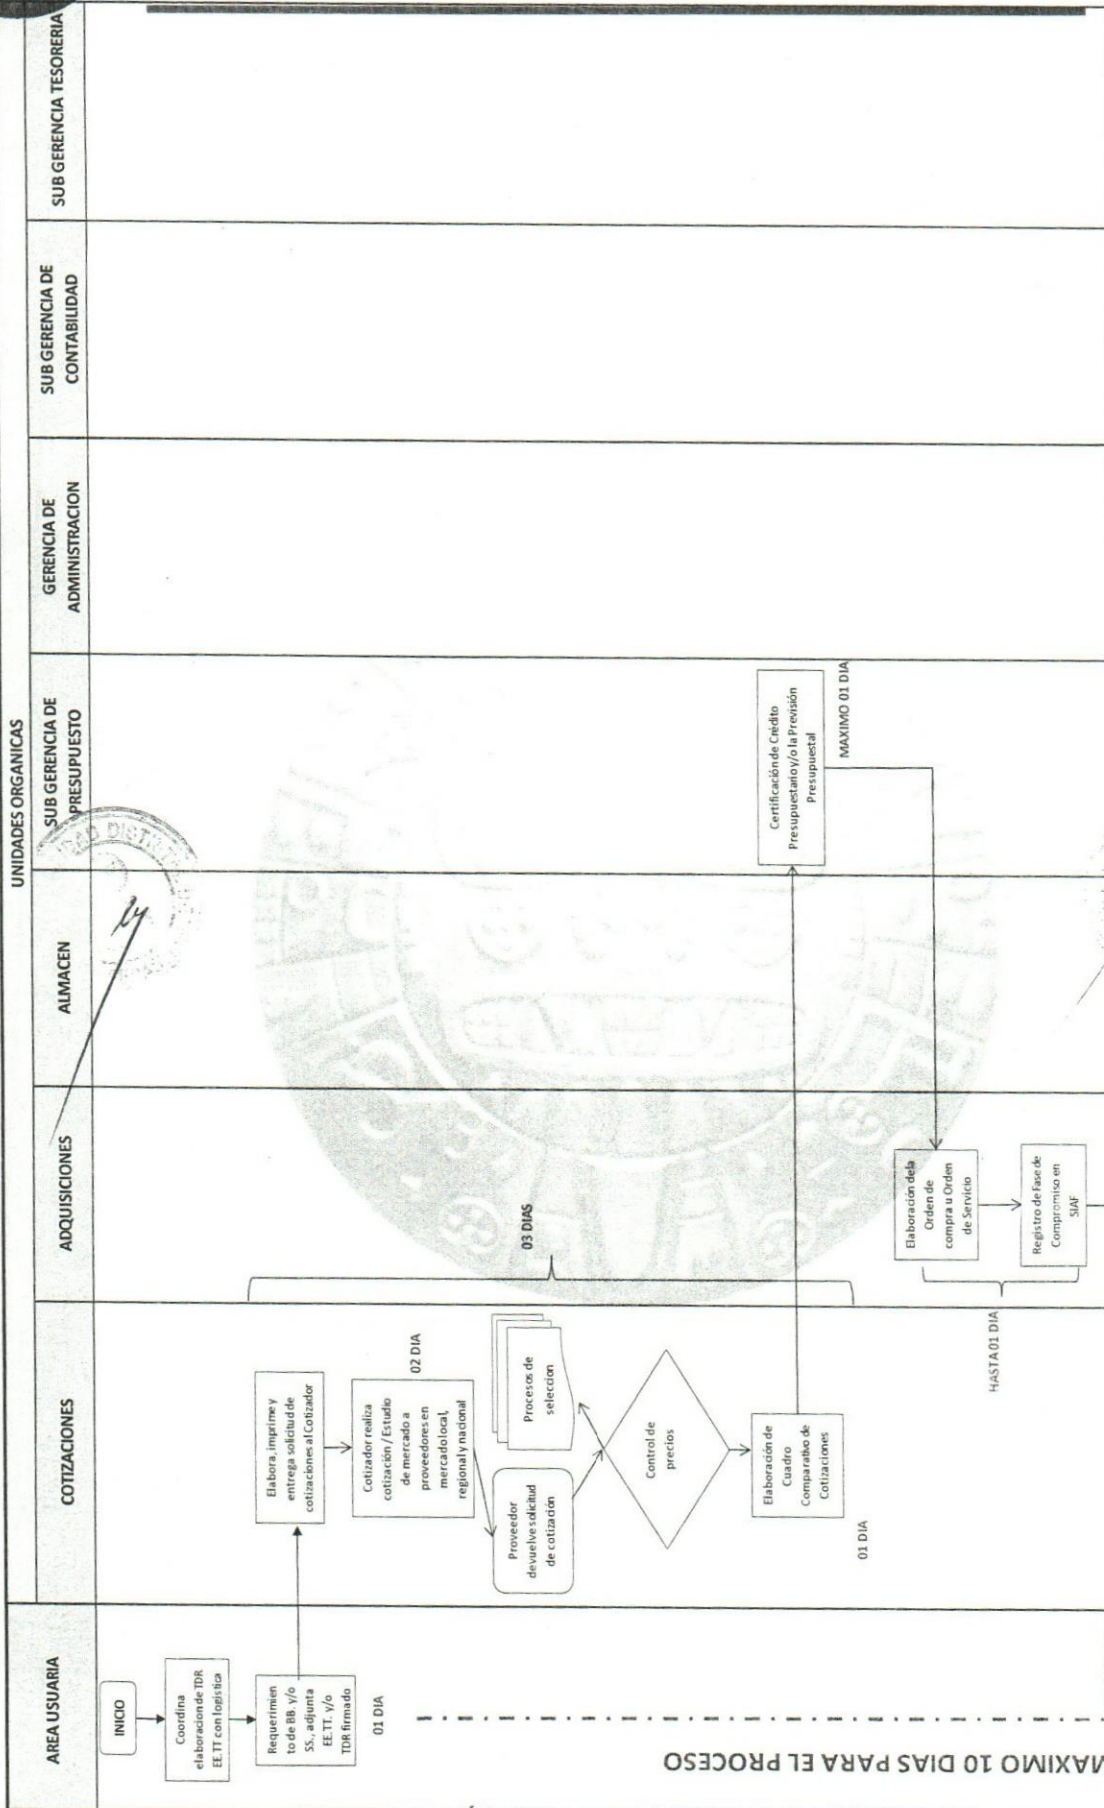 UNIDADES ORGANICAS
AREA USUARIA
COTIZACIONES
ADQUISICIONES
ALMACEN
SUB GERENCIA DE
PRESUPUESTO
GERENCIA DE
ADMINISTRACION
SUB GERENCIA DE
CONTABILIDAD
SUB GERENCIA TESORERIA
INICIO
Coordina
elaboracion de TDR
EE.TT con logistica
Requerimien
to de BB. y/o
SS., adjunta
EE.TT. y/o
TDR firmado
01 DIA
Elabora, imprime y
entrega solicitud de
cotizaciones al Cotizador
Cotizador realiza
cotización / Estudio
de mercado a
proveedores en
mercado local,
regional y nacional
02 DIA
Proveedor
devuelve solicitud
de cotización
Procesos de
seleccion
03 DIAS
Control de
precios
Elaboración de
Cuadro
Comparativo de
Cotizaciones
01 DIA
Certificación de Crédito
Presupuestario y/o la Previsión
Presupuestal
MAXIMO 01 DIA
Elaboración de la
Orden de
compra u Orden
de Servicio
Registro de Fase de
Compromiso en
SIAF
HASTA 01 DIA
MAXIMO 10 DIAS PARA EL PROCESO